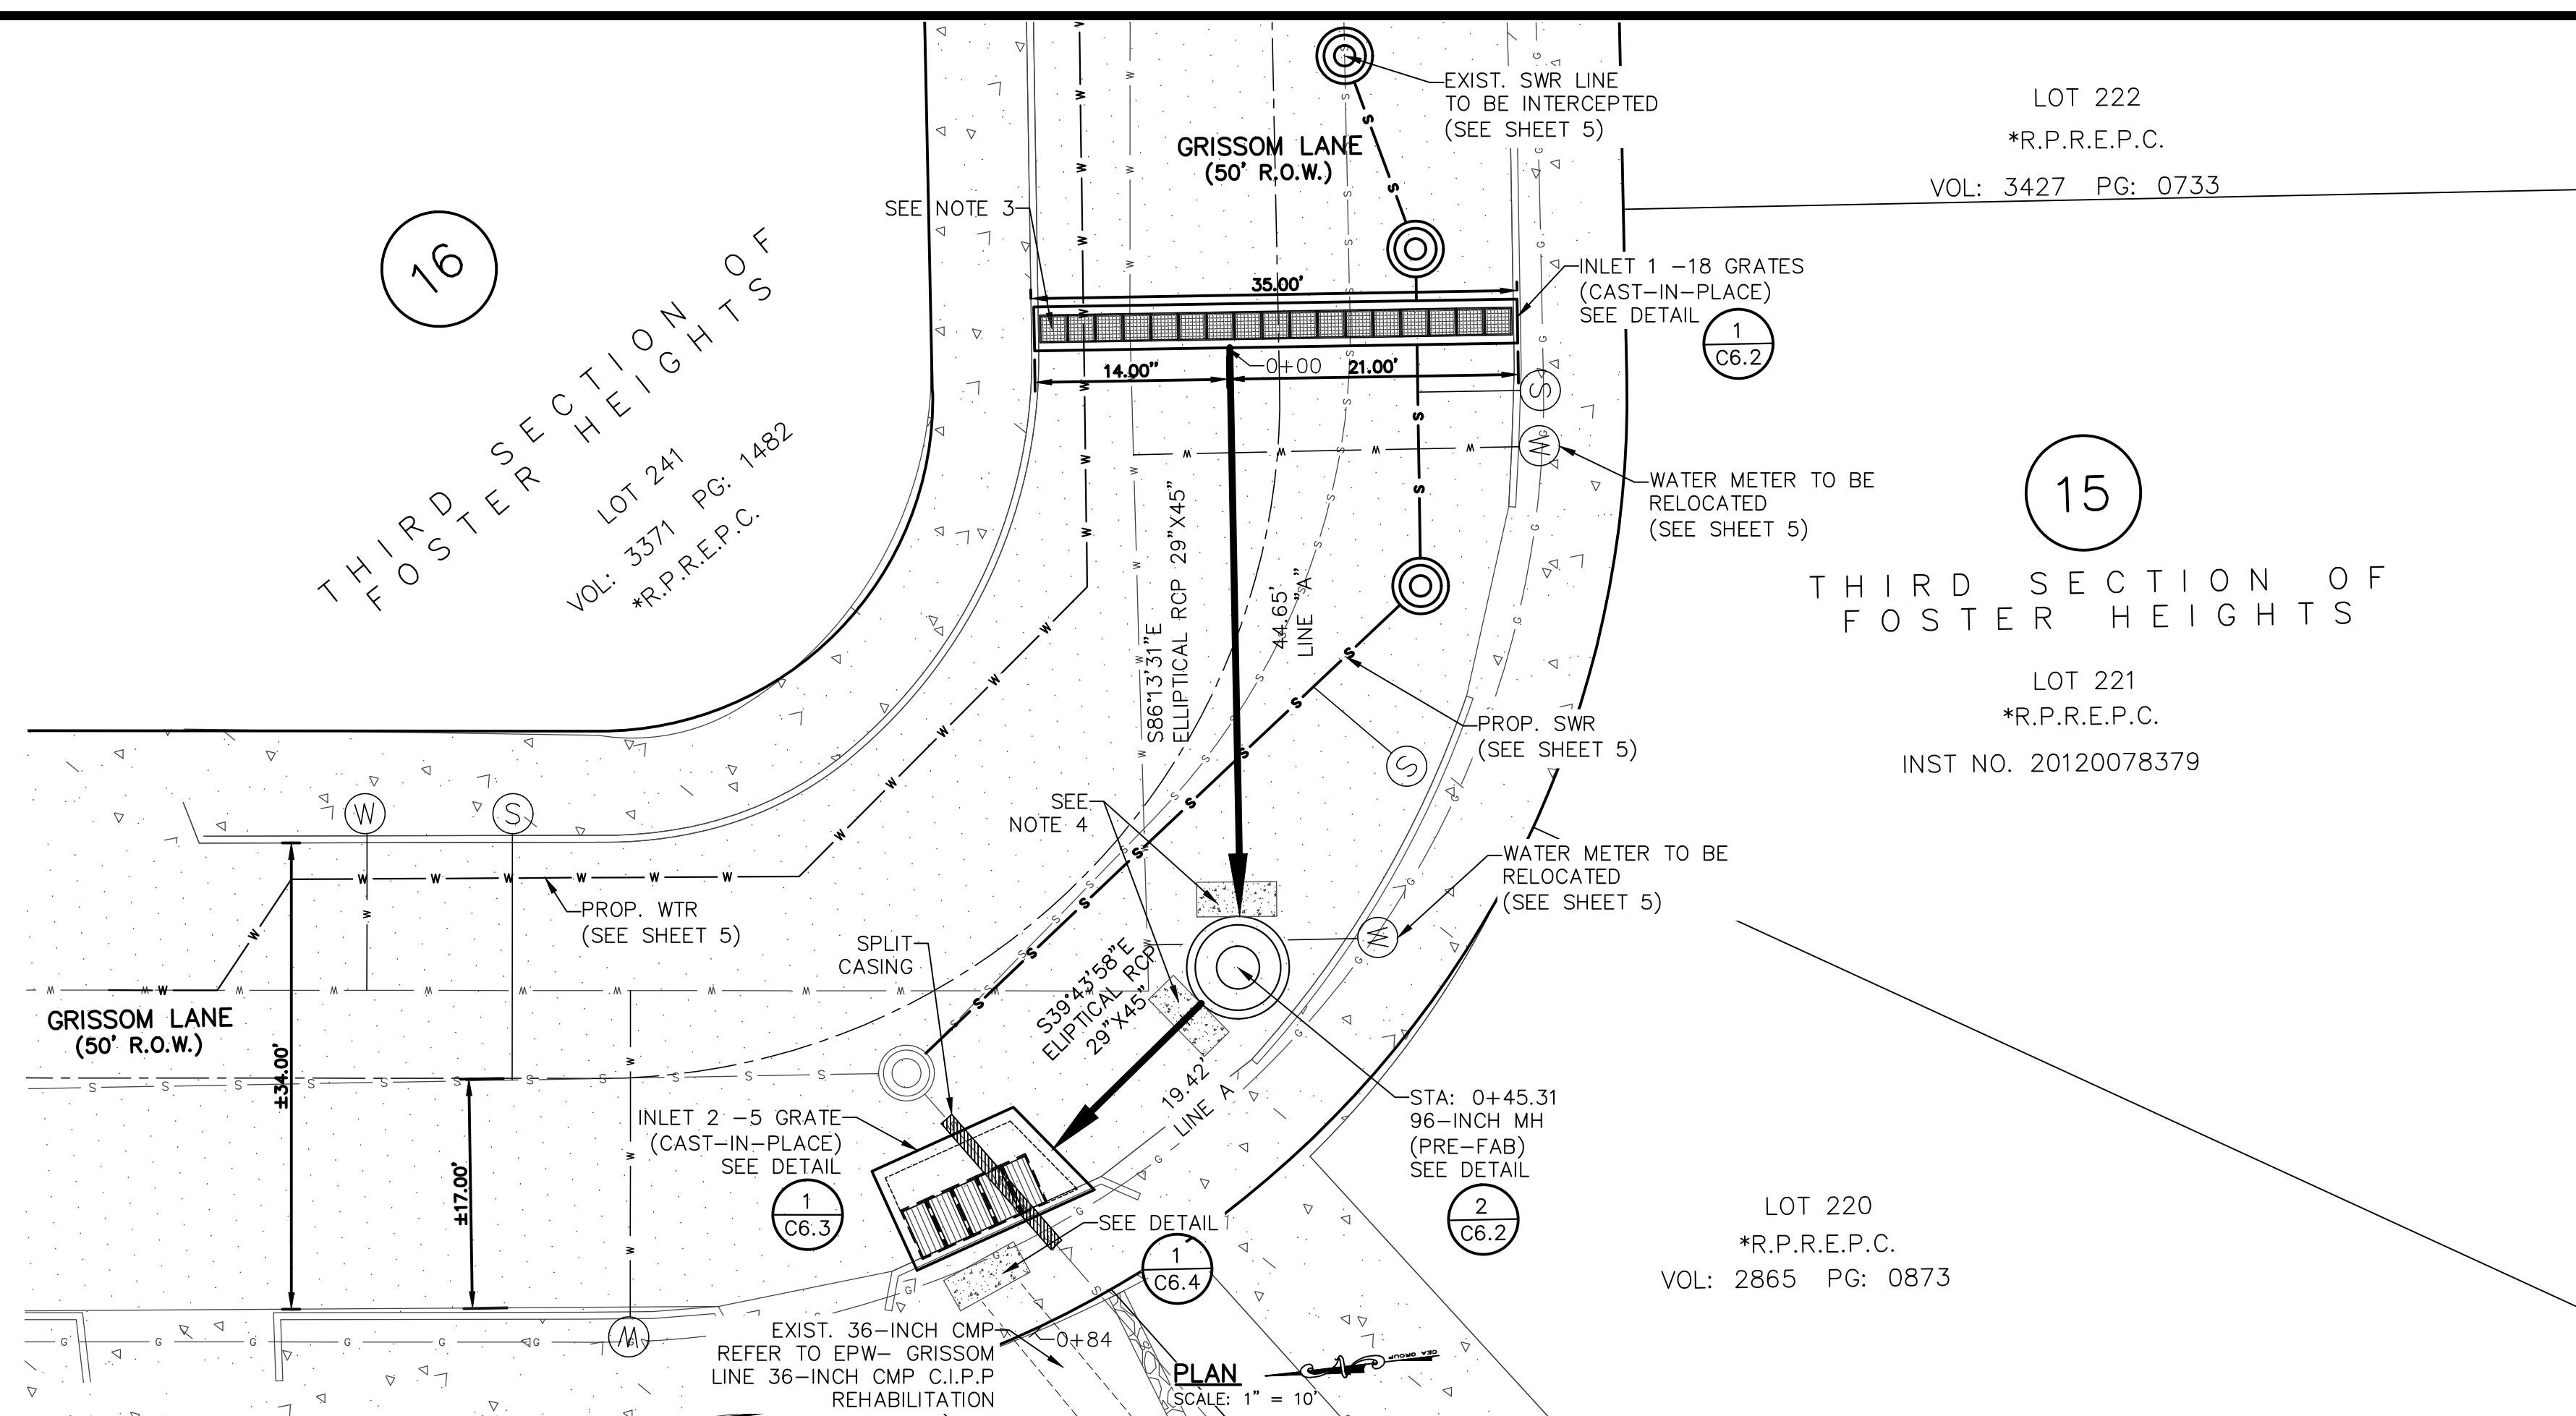 EXIST. SWR LINE
TO BE INTERCEPTED
(SEE SHEET 5)
GRISSOM LANE
(50' R.O.W.)
LOT 222
*R.P.R.E.P.C.
VOL: 3427 PG: 0733
SEE NOTE 3
16
THIRD SECTION OF
FOSTER HEIGHTS
LOT 241
VOL: 3371 PG: 1482
*R.P.R.E.P.C.
35.00'
INLET 1 -18 GRATES
(CAST-IN-PLACE)
SEE DETAIL
1
C6.2
14.00"
0+00
21.00'
S
W
WATER METER TO BE
RELOCATED
(SEE SHEET 5)
15
THIRD SECTION OF
FOSTER HEIGHTS
LOT 221
*R.P.R.E.P.C.
INST NO. 20120078379
S86°13'31"E
ELLIPTICAL RCP 29"X45"
44.65'
LINE "A"
PROP. SWR
(SEE SHEET 5)
S
SEE
NOTE 4
W
S
WATER METER TO BE
RELOCATED
(SEE SHEET 5)
PROP. WTR
(SEE SHEET 5)
SPLIT
CASING
W
S39°43'58"E
ELIPTICAL RCP
29"X45"
GRISSOM LANE
(50' R.O.W.)
±34.00'
±17.00'
19.42'
LINE A
STA: 0+45.31
96-INCH MH
(PRE-FAB)
SEE DETAIL
2
C6.2
INLET 2 -5 GRATE
(CAST-IN-PLACE)
SEE DETAIL
1
C6.3
SEE DETAIL
1
C6.4
LOT 220
*R.P.R.E.P.C.
VOL: 2865 PG: 0873
W
EXIST. 36-INCH CMP
REFER TO EPW- GRISSOM
LINE 36-INCH CMP C.I.P.P
REHABILITATION
0+84
PLAN
SCALE: 1" = 10'
CEA GROUP